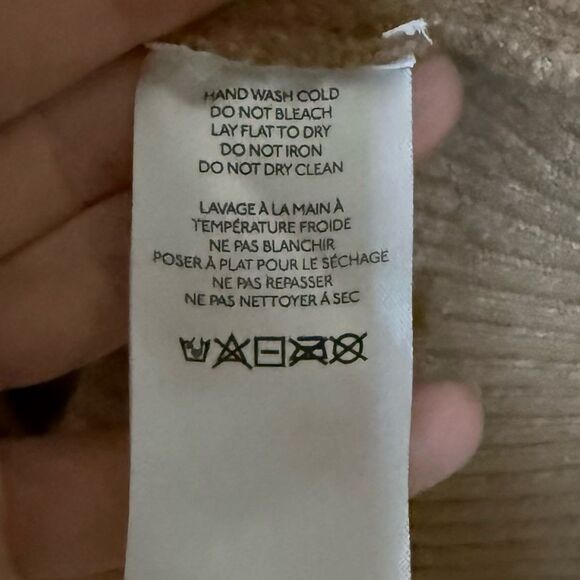 HAND WASH COLD
DO NOT BLEACH
LAY FLAT TO DRY
DO NOT IRON
DO NOT DRY CLEAN
LAVAGE À LA MAIN À
TEMPÉRATURE FROIDE
NE PAS BLANCHIR
POSER À PLAT POUR LE SÉCHAGE
NE PAS REPASSER
NE PAS NETTOYER Á SEC